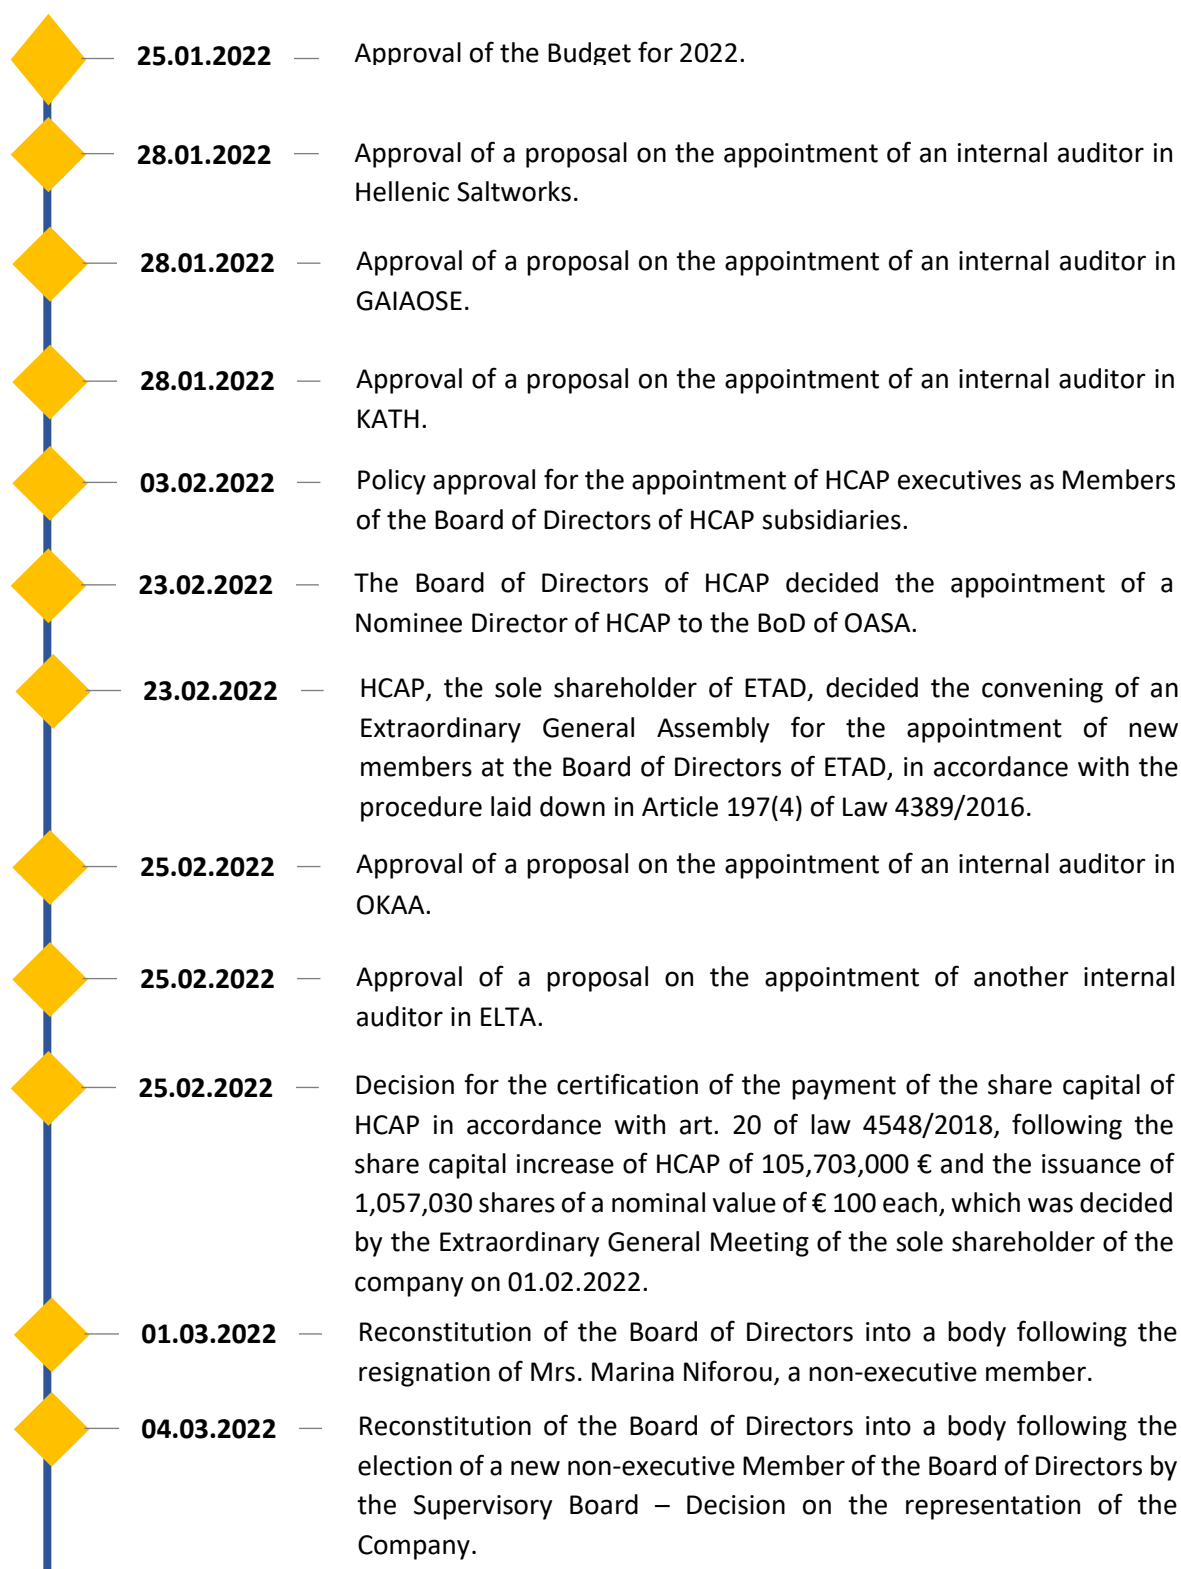 25.01.2022 — Approval of the Budget for 2022.
28.01.2022 — Approval of a proposal on the appointment of an internal auditor in
Hellenic Saltworks.
28.01.2022 — Approval of a proposal on the appointment of an internal auditor in
GAIAOSE.
28.01.2022 — Approval of a proposal on the appointment of an internal auditor in
KATH.
03.02.2022 — Policy approval for the appointment of HCAP executives as Members
of the Board of Directors of HCAP subsidiaries.
23.02.2022 — The Board of Directors of HCAP decided the appointment of a
Nominee Director of HCAP to the BoD of OASA.
23.02.2022 — HCAP, the sole shareholder of ETAD, decided the convening of an
Extraordinary General Assembly for the appointment of new
members at the Board of Directors of ETAD, in accordance with the
procedure laid down in Article 197(4) of Law 4389/2016.
25.02.2022 — Approval of a proposal on the appointment of an internal auditor in
OKAA.
25.02.2022 — Approval of a proposal on the appointment of another internal
auditor in ELTA.
25.02.2022 — Decision for the certification of the payment of the share capital of
HCAP in accordance with art. 20 of law 4548/2018, following the
share capital increase of HCAP of 105,703,000 € and the issuance of
1,057,030 shares of a nominal value of € 100 each, which was decided
by the Extraordinary General Meeting of the sole shareholder of the
company on 01.02.2022.
01.03.2022 — Reconstitution of the Board of Directors into a body following the
resignation of Mrs. Marina Niforou, a non-executive member.
04.03.2022 — Reconstitution of the Board of Directors into a body following the
election of a new non-executive Member of the Board of Directors by
the Supervisory Board – Decision on the representation of the
Company.